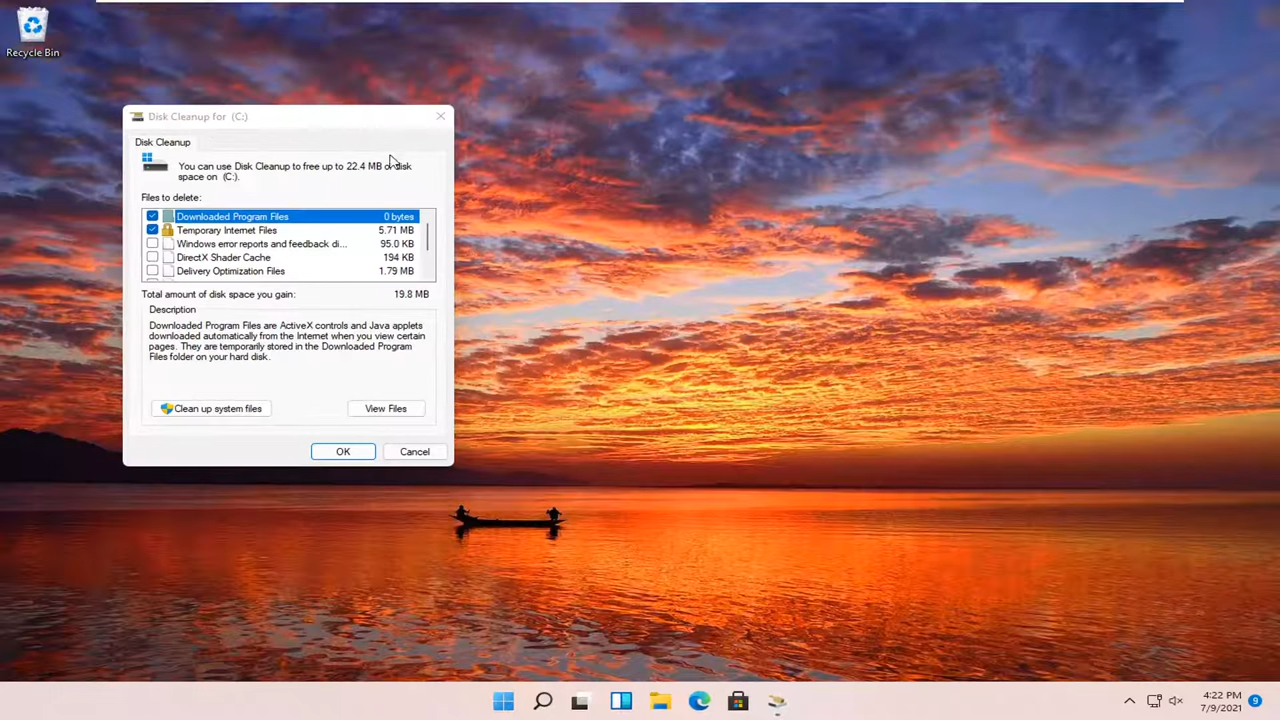 Recycle Bin
Disk Cleanup for (C:)
Disk Cleanup
You can use Disk Cleanup to free up to 22.4 MB of disk
space on (C:).
Files to delete:
Downloaded Program Files 0 bytes
Temporary Internet Files 5.71 MB
Windows error reports and feedback di... 95.0 KB
DirectX Shader Cache 194 KB
Delivery Optimization Files 1.79 MB
Total amount of disk space you gain: 19.8 MB
Description
Downloaded Program Files are ActiveX controls and Java applets
downloaded automatically from the Internet when you view certain
pages. They are temporarily stored in the Downloaded Program
Files folder on your hard disk.
Clean up system files View Files
OK Cancel
4:22 PM
7/9/2021 9